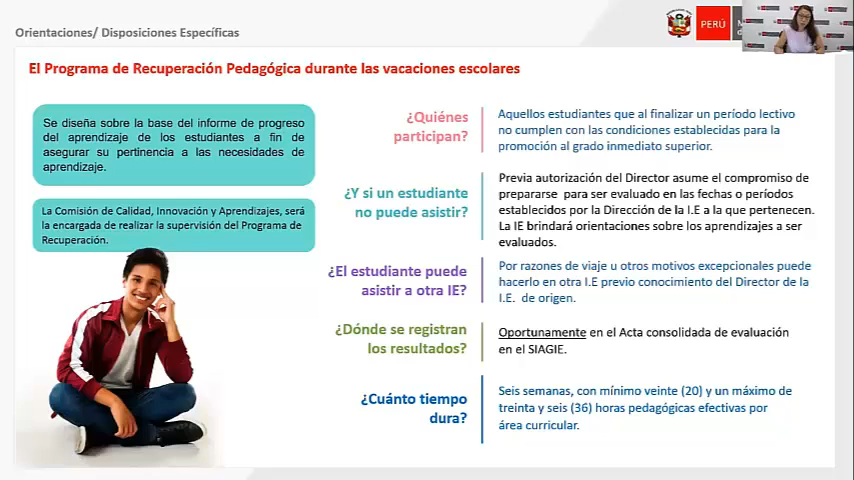 Orientaciones/ Disposiciones Específicas
PERÚ
El Programa de Recuperación Pedagógica durante las vacaciones escolares
Se diseña sobre la base del informe de progreso
del aprendizaje de los estudiantes a fin de
asegurar su pertinencia a las necesidades de
aprendizaje.
La Comisión de Calidad, Innovación y Aprendizajes, será
la encargada de realizar la supervisión del Programa de
Recuperación.
¿Quiénes
participan?
Aquellos estudiantes que al finalizar un período lectivo
no cumplen con las condiciones establecidas para la
promoción al grado inmediato superior.
¿Y si un estudiante
no puede asistir?
Previa autorización del Director asume el compromiso de
prepararse para ser evaluado en las fechas o períodos
establecidos por la Dirección de la I.E a la que pertenecen.
La IE brindará orientaciones sobre los aprendizajes a ser
evaluados.
¿El estudiante puede
asistir a otra IE?
Por razones de viaje u otros motivos excepcionales puede
hacerlo en otra I.E previo conocimiento del Director de la
I.E. de origen.
¿Dónde se registran
los resultados?
Oportunamente en el Acta consolidada de evaluación
en el SIAGIE.
¿Cuánto tiempo
dura?
Seis semanas, con mínimo veinte (20) y un máximo de
treinta y seis (36) horas pedagógicas efectivas por
área curricular.